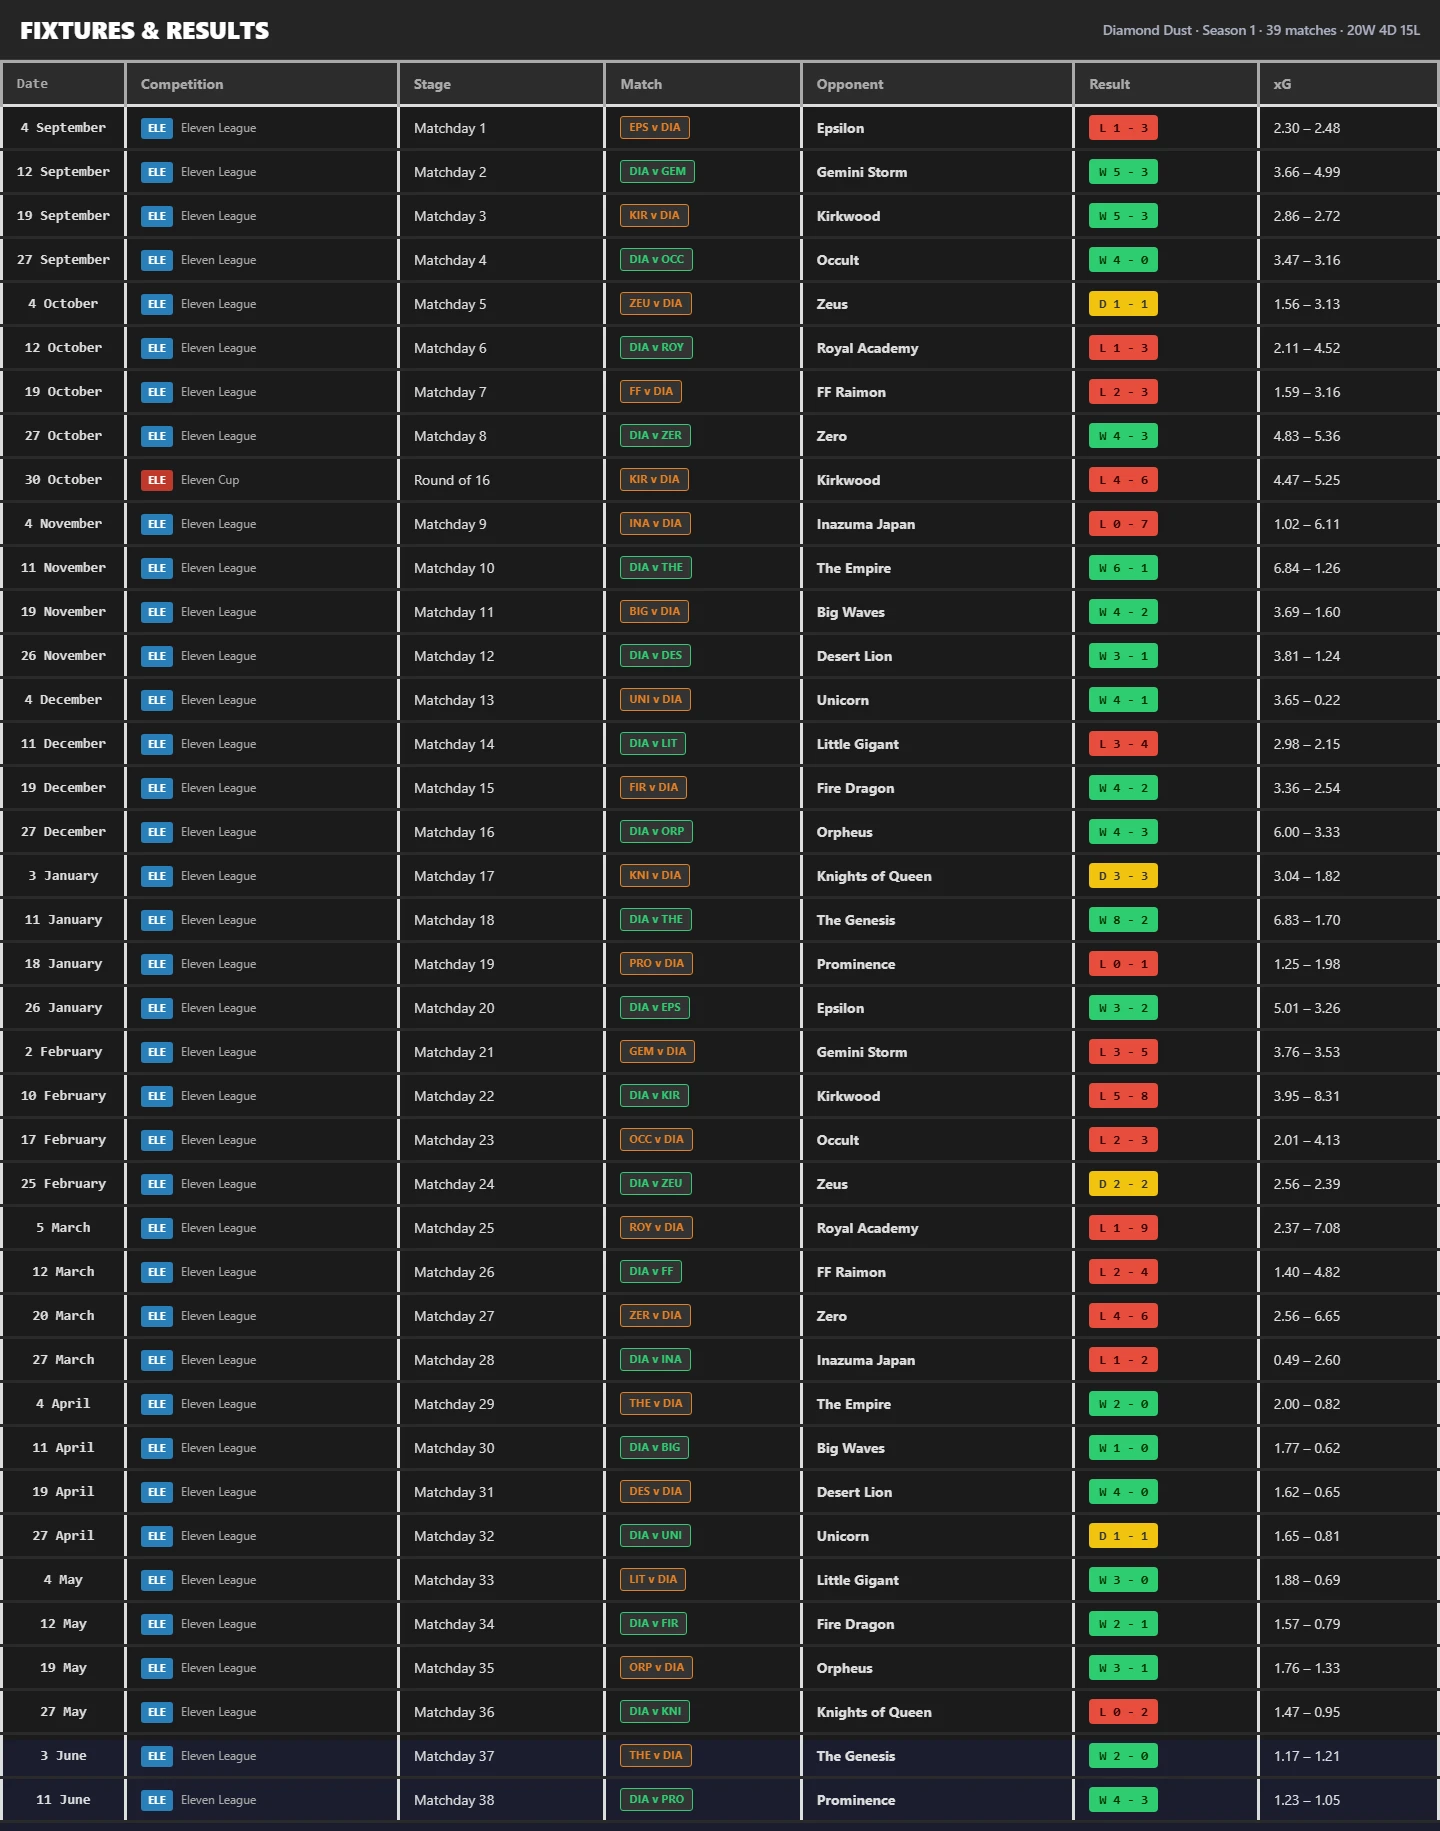 FIXTURES & RESULTS
Diamond Dust · Season 1 · 39 matches · 20W 4D 15L
Date Competition Stage Match Opponent Result xG
4 September ELE Eleven League Matchday 1 EPS v DIA Epsilon L 1 - 3 2.30 – 2.48
12 September ELE Eleven League Matchday 2 DIA v GEM Gemini Storm W 5 - 3 3.66 – 4.99
19 September ELE Eleven League Matchday 3 KIR v DIA Kirkwood W 5 - 3 2.86 – 2.72
27 September ELE Eleven League Matchday 4 DIA v OCC Occult W 4 - 0 3.47 – 3.16
4 October ELE Eleven League Matchday 5 ZEU v DIA Zeus D 1 - 1 1.56 – 3.13
12 October ELE Eleven League Matchday 6 DIA v ROY Royal Academy L 1 - 3 2.11 – 4.52
19 October ELE Eleven League Matchday 7 FF v DIA FF Raimon L 2 - 3 1.59 – 3.16
27 October ELE Eleven League Matchday 8 DIA v ZER Zero W 4 - 3 4.83 – 5.36
30 October ELE Eleven Cup Round of 16 KIR v DIA Kirkwood L 4 - 6 4.47 – 5.25
4 November ELE Eleven League Matchday 9 INA v DIA Inazuma Japan L 0 - 7 1.02 – 6.11
11 November ELE Eleven League Matchday 10 DIA v THE The Empire W 6 - 1 6.84 – 1.26
19 November ELE Eleven League Matchday 11 BIG v DIA Big Waves W 4 - 2 3.69 – 1.60
26 November ELE Eleven League Matchday 12 DIA v DES Desert Lion W 3 - 1 3.81 – 1.24
4 December ELE Eleven League Matchday 13 UNI v DIA Unicorn W 4 - 1 3.65 – 0.22
11 December ELE Eleven League Matchday 14 DIA v LIT Little Gigant L 3 - 4 2.98 – 2.15
19 December ELE Eleven League Matchday 15 FIR v DIA Fire Dragon W 4 - 2 3.36 – 2.54
27 December ELE Eleven League Matchday 16 DIA v ORP Orpheus W 4 - 3 6.00 – 3.33
3 January ELE Eleven League Matchday 17 KNI v DIA Knights of Queen D 3 - 3 3.04 – 1.82
11 January ELE Eleven League Matchday 18 DIA v THE The Genesis W 8 - 2 6.83 – 1.70
18 January ELE Eleven League Matchday 19 PRO v DIA Prominence L 0 - 1 1.25 – 1.98
26 January ELE Eleven League Matchday 20 DIA v EPS Epsilon W 3 - 2 5.01 – 3.26
2 February ELE Eleven League Matchday 21 GEM v DIA Gemini Storm L 3 - 5 3.76 – 3.53
10 February ELE Eleven League Matchday 22 DIA v KIR Kirkwood L 5 - 8 3.95 – 8.31
17 February ELE Eleven League Matchday 23 OCC v DIA Occult L 2 - 3 2.01 – 4.13
25 February ELE Eleven League Matchday 24 DIA v ZEU Zeus D 2 - 2 2.56 – 2.39
5 March ELE Eleven League Matchday 25 ROY v DIA Royal Academy L 1 - 9 2.37 – 7.08
12 March ELE Eleven League Matchday 26 DIA v FF FF Raimon L 2 - 4 1.40 – 4.82
20 March ELE Eleven League Matchday 27 ZER v DIA Zero L 4 - 6 2.56 – 6.65
27 March ELE Eleven League Matchday 28 DIA v INA Inazuma Japan L 1 - 2 0.49 – 2.60
4 April ELE Eleven League Matchday 29 THE v DIA The Empire W 2 - 0 2.00 – 0.82
11 April ELE Eleven League Matchday 30 DIA v BIG Big Waves W 1 - 0 1.77 – 0.62
19 April ELE Eleven League Matchday 31 DES v DIA Desert Lion W 4 - 0 1.62 – 0.65
27 April ELE Eleven League Matchday 32 DIA v UNI Unicorn D 1 - 1 1.65 – 0.81
4 May ELE Eleven League Matchday 33 LIT v DIA Little Gigant W 3 - 0 1.88 – 0.69
12 May ELE Eleven League Matchday 34 DIA v FIR Fire Dragon W 2 - 1 1.57 – 0.79
19 May ELE Eleven League Matchday 35 ORP v DIA Orpheus W 3 - 1 1.76 – 1.33
27 May ELE Eleven League Matchday 36 DIA v KNI Knights of Queen L 0 - 2 1.47 – 0.95
3 June ELE Eleven League Matchday 37 THE v DIA The Genesis W 2 - 0 1.17 – 1.21
11 June ELE Eleven League Matchday 38 DIA v PRO Prominence W 4 - 3 1.23 – 1.05